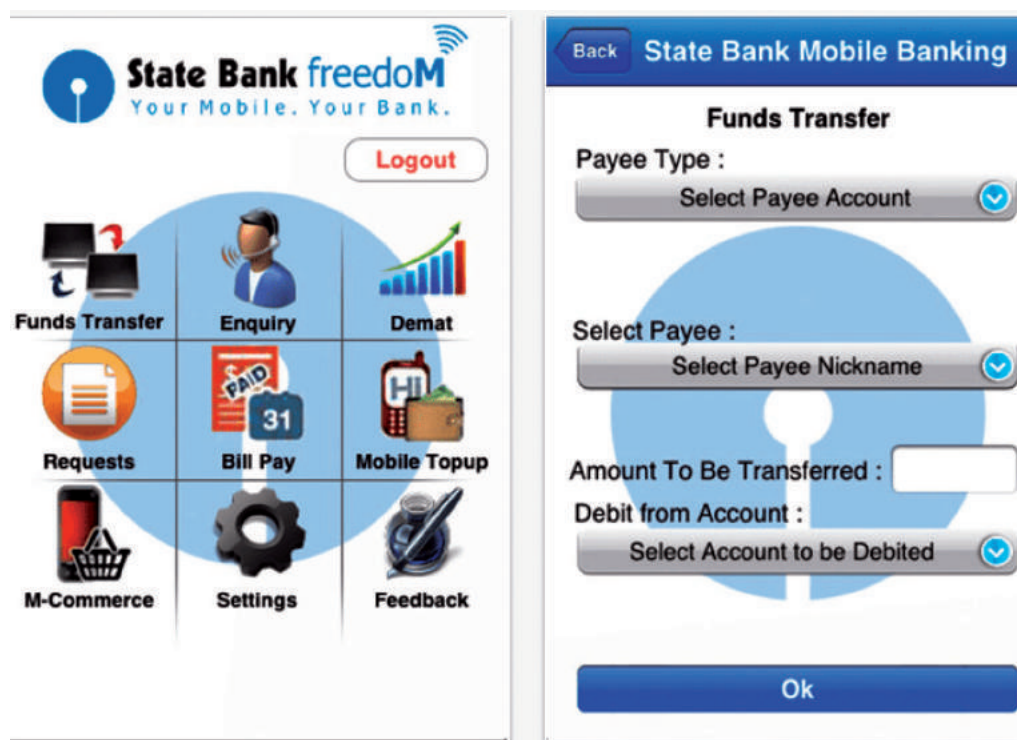 State Bank freedoM
Your Mobile. Your Bank.
Logout
Funds Transfer
Enquiry
Demat
Requests
PAID
31
Bill Pay
HI
Mobile Topup
M-Commerce
Settings
Feedback
Back
State Bank Mobile Banking
Funds Transfer
Payee Type :
Select Payee Account
Select Payee :
Select Payee Nickname
Amount To Be Transferred :
Debit from Account :
Select Account to be Debited
Ok